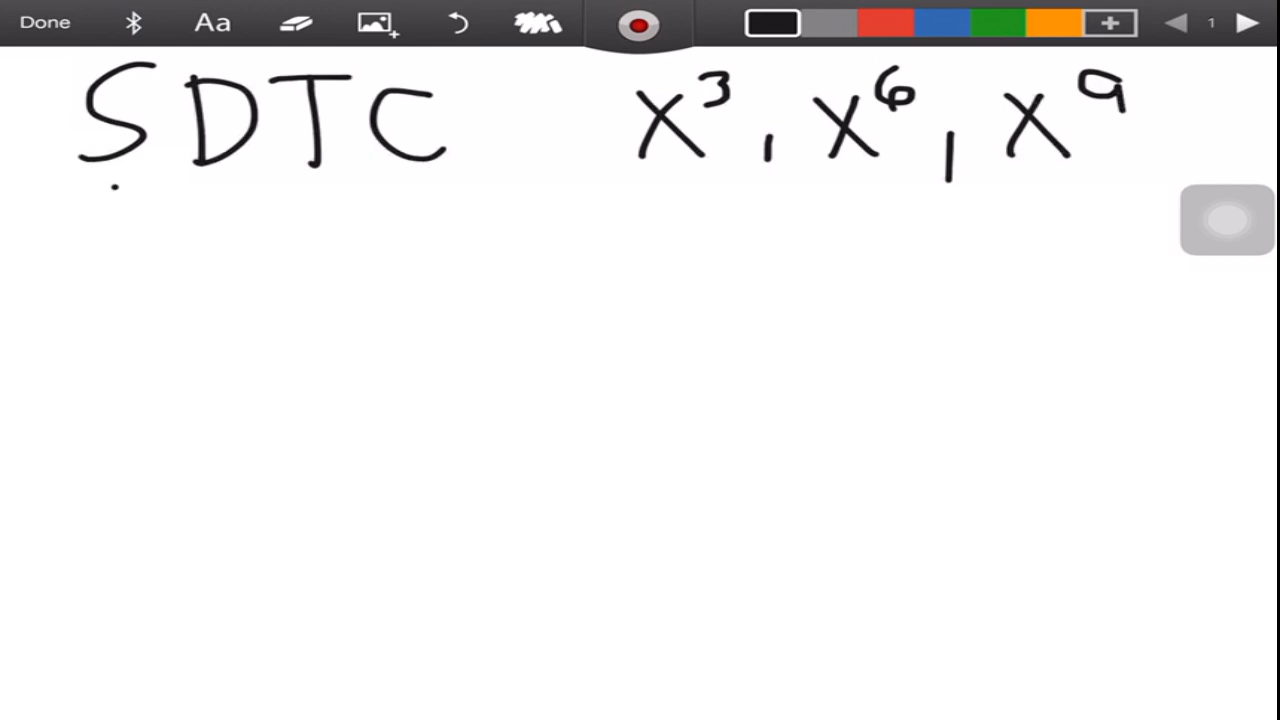 Done Aa 1
SDTC x³, x⁶, x⁹